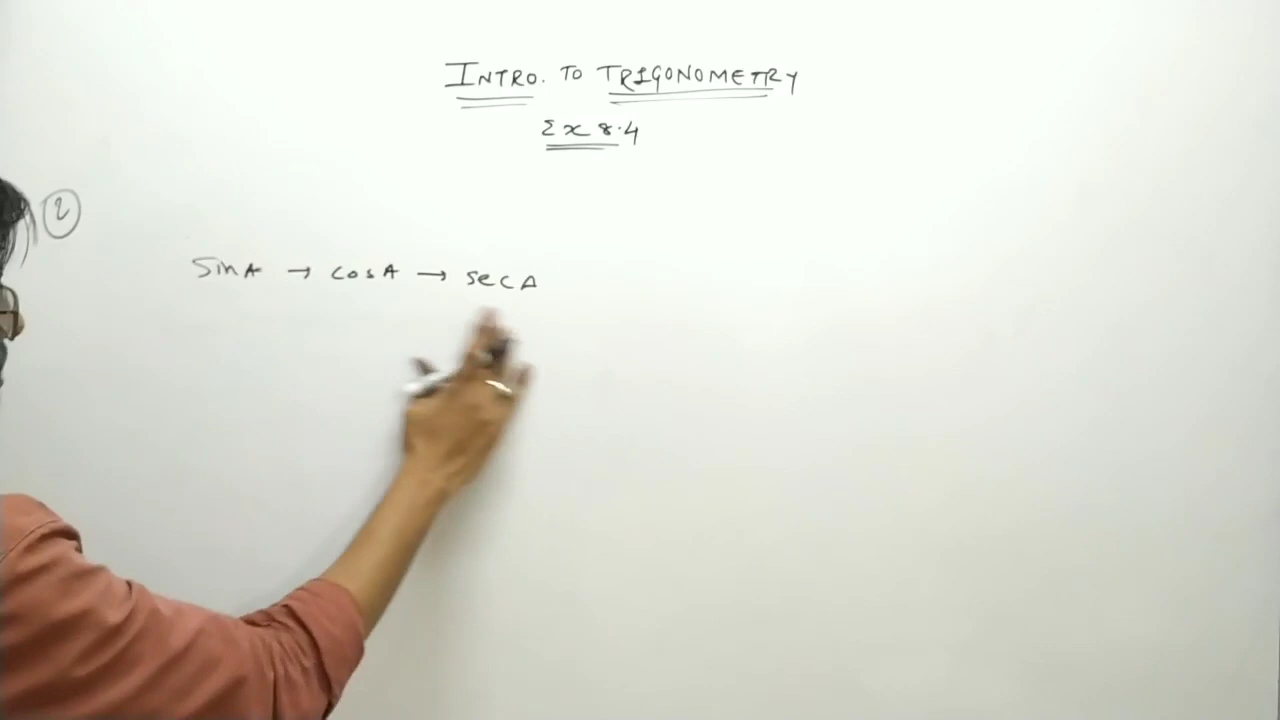 INTRO. TO TRIGONOMETRY
Ex 8.4
2
SinA → cosA → secA